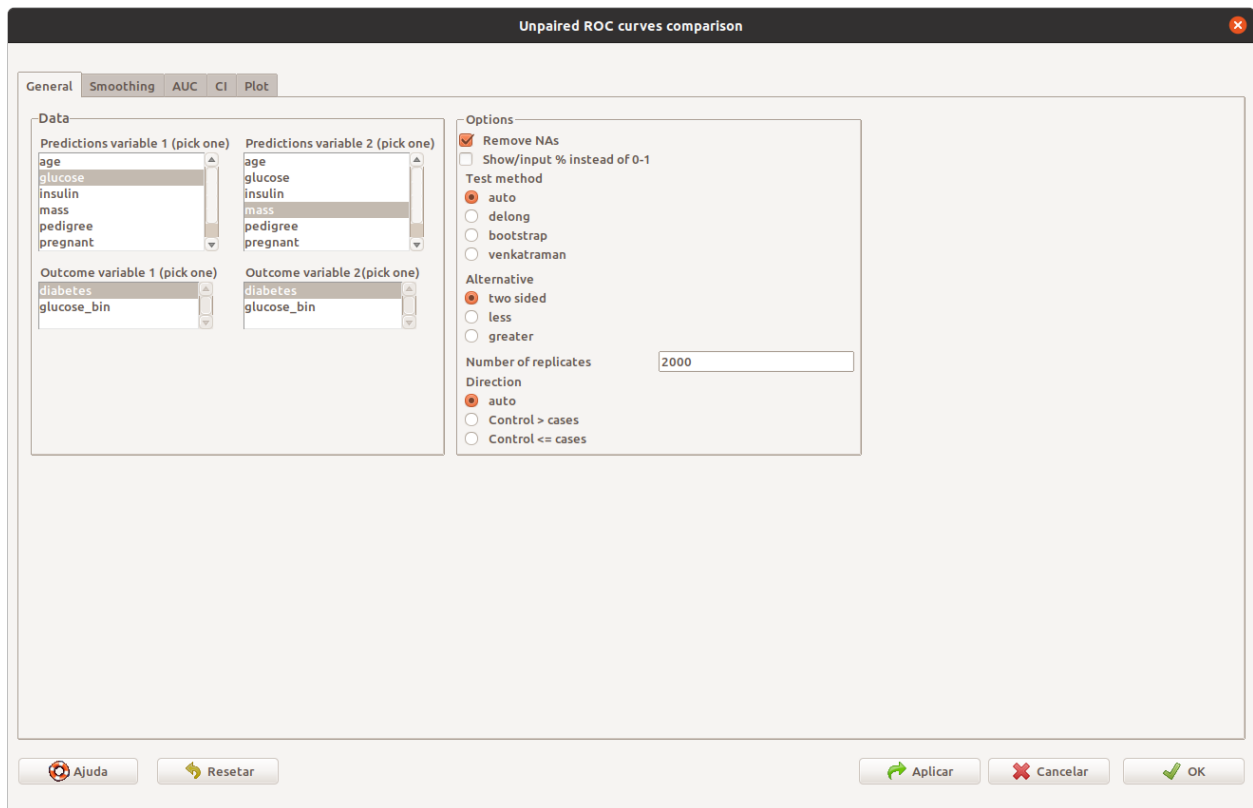 Unpaired ROC curves comparison
General Smoothing AUC CI Plot
Data
Predictions variable 1 (pick one) Predictions variable 2 (pick one)
age age
glucose glucose
insulin insulin
mass mass
pedigree pedigree
pregnant pregnant
Outcome variable 1 (pick one) Outcome variable 2(pick one)
diabetes diabetes
glucose_bin glucose_bin
Options
Remove NAs
Show/input % instead of 0-1
Test method
auto
delong
bootstrap
venkatraman
Alternative
two sided
less
greater
Number of replicates 2000
Direction
auto
Control > cases
Control <= cases
Ajuda Resetar Aplicar Cancelar OK